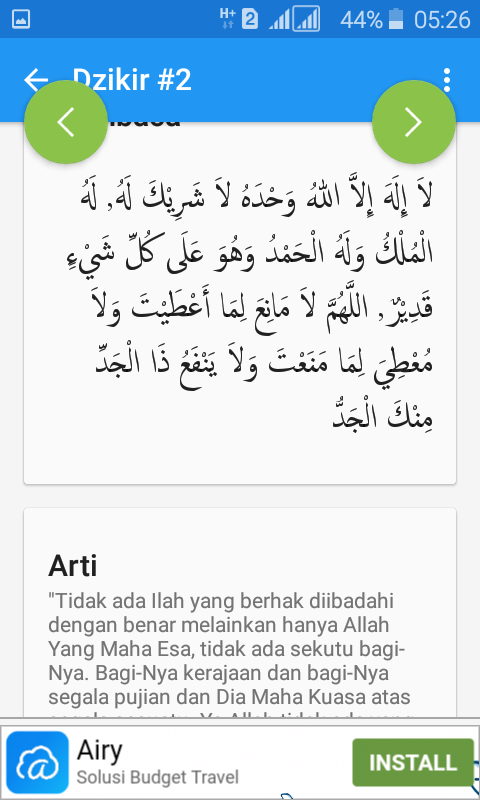 H+ 2 44% 05:26
Dzikir #2
لاَ إِلَهَ إِلاَّ اللهُ وَحْدَهُ لاَ شَرِيْكَ لَهُ, لَهُ
الْمُلْكُ وَلَهُ الْحَمْدُ وَهُوَ عَلَى كُلِّ شَيْءٍ
قَدِيْرٌ, اللَّهُمَّ لاَ مَانِعَ لِمَا أَعْطَيْتَ وَلاَ
مُعْطِيَ لِمَا مَنَعْتَ وَلاَ يَنْفَعُ ذَا الْجَدِّ
مِنْكَ الْجَدُّ
Arti
"Tidak ada Ilah yang berhak diibadahi
dengan benar melainkan hanya Allah
Yang Maha Esa, tidak ada sekutu bagi-
Nya. Bagi-Nya kerajaan dan bagi-Nya
segala pujian dan Dia Maha Kuasa atas
Airy
Solusi Budget Travel
INSTALL